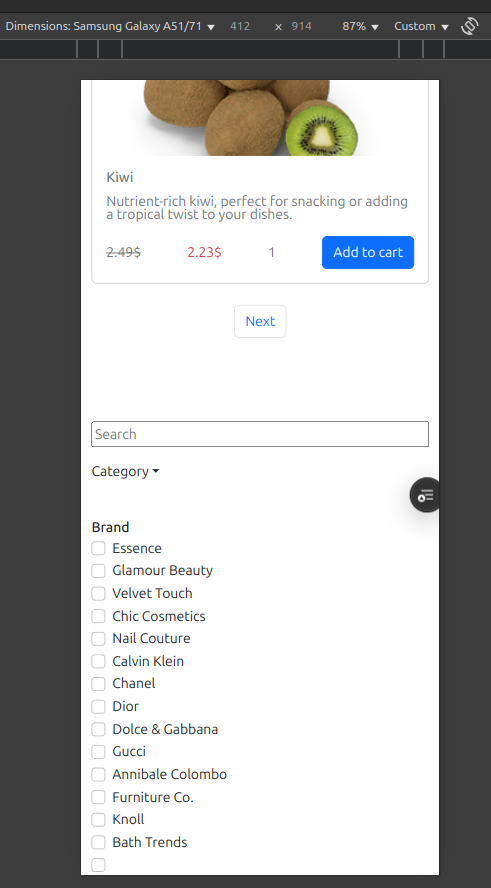 Dimensions: Samsung Galaxy A51/71 412 × 914 87% Custom
Kiwi
Nutrient-rich kiwi, perfect for snacking or adding
a tropical twist to your dishes.
2.49$ 2.23$ 1 Add to cart
Next
Search
Category
Brand
Essence
Glamour Beauty
Velvet Touch
Chic Cosmetics
Nail Couture
Calvin Klein
Chanel
Dior
Dolce & Gabbana
Gucci
Annibale Colombo
Furniture Co.
Knoll
Bath Trends